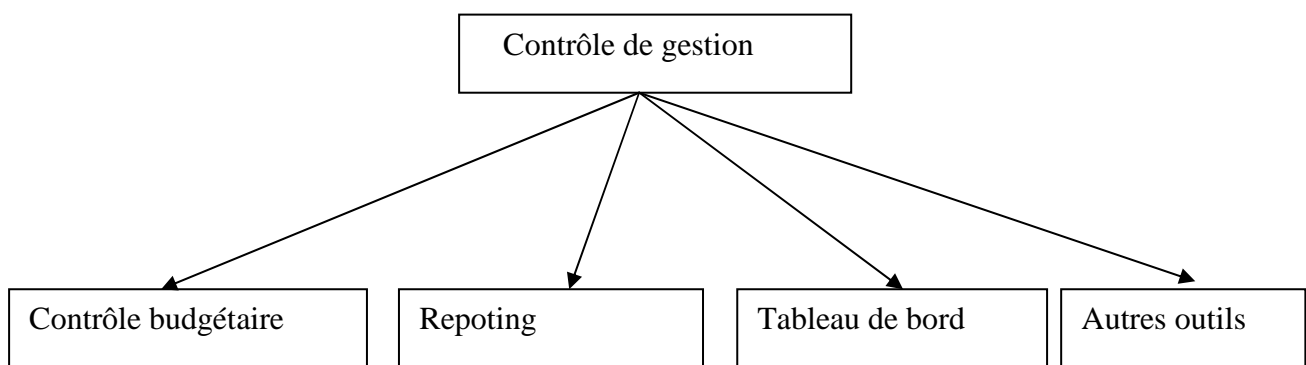 Contrôle de gestion
Contrôle budgétaire
Repoting
Tableau de bord
Autres outils